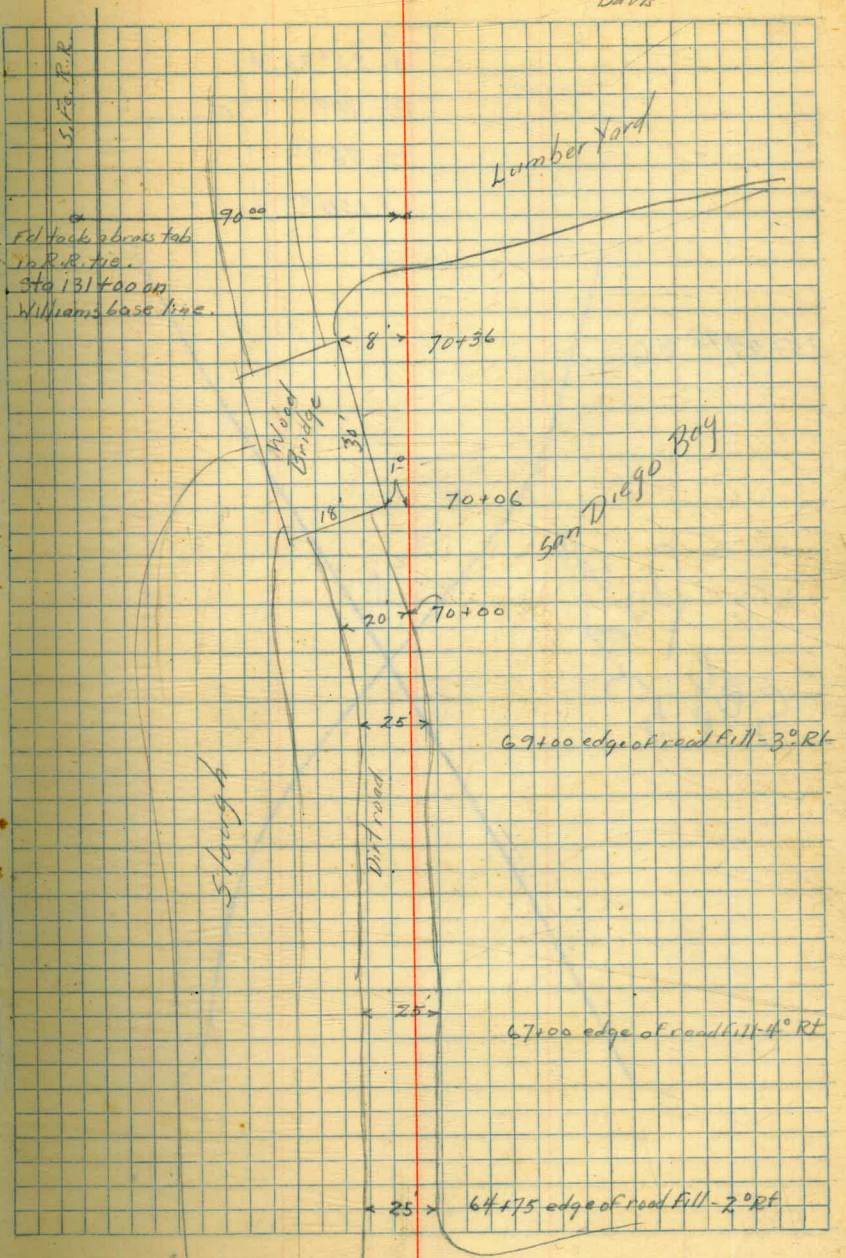 Davis
S. Fe. R.R.
Lumber Yard
90 00
Fd tack & brass tab
in R.R. tie.
Sta 131+00 on
Williams base line.
8' 70+36
Wood
Bridge
30'
San Diego Bay
70+06
18'
20' 70+00
25'
69+00 edge of road fill - 3° Rt
Slough
Dirt road
25'
67+00 edge of road fill - 4° Rt
25' 64+75 edge of road fill - 2° Rt